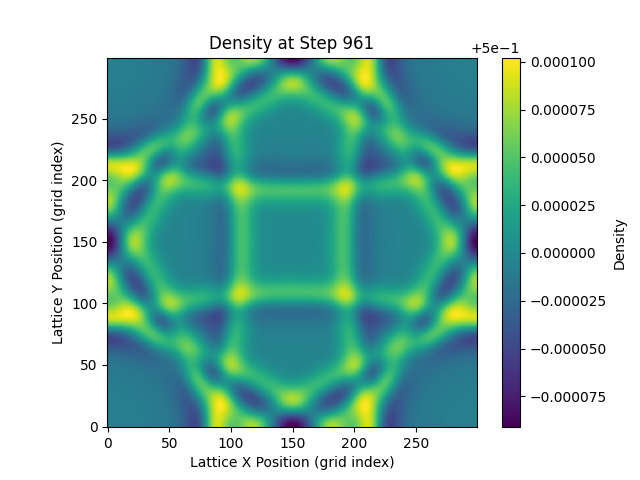 Density at Step 961
+5e−1
0.000100
0.000075
0.000050
0.000025
0.000000
−0.000025
−0.000050
−0.000075
Density
250
200
150
100
50
0
Lattice Y Position (grid index)
0 50 100 150 200 250
Lattice X Position (grid index)